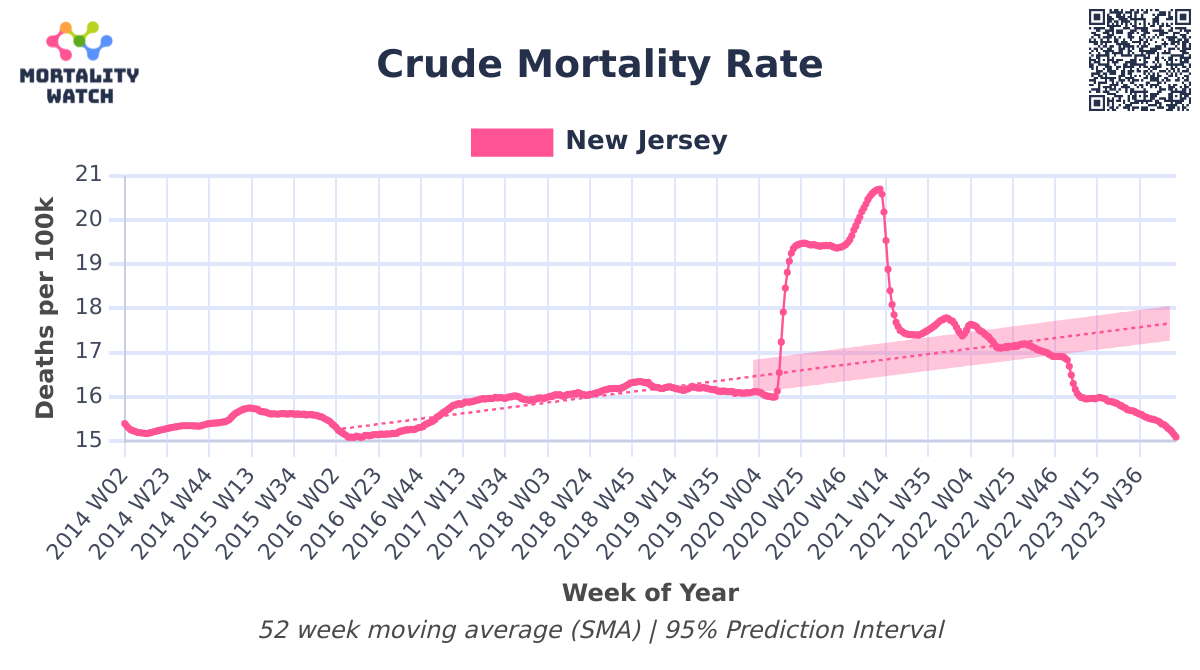 MORTALITY
WATCH
Crude Mortality Rate
New Jersey
Deaths per 100k
21
20
19
18
17
16
15
2014 W02
2014 W23
2014 W44
2015 W13
2015 W34
2016 W02
2016 W23
2016 W44
2017 W13
2017 W34
2018 W03
2018 W24
2018 W45
2019 W14
2019 W35
2020 W04
2020 W25
2020 W46
2021 W14
2021 W35
2022 W04
2022 W25
2022 W46
2023 W15
2023 W36
Week of Year
52 week moving average (SMA) | 95% Prediction Interval